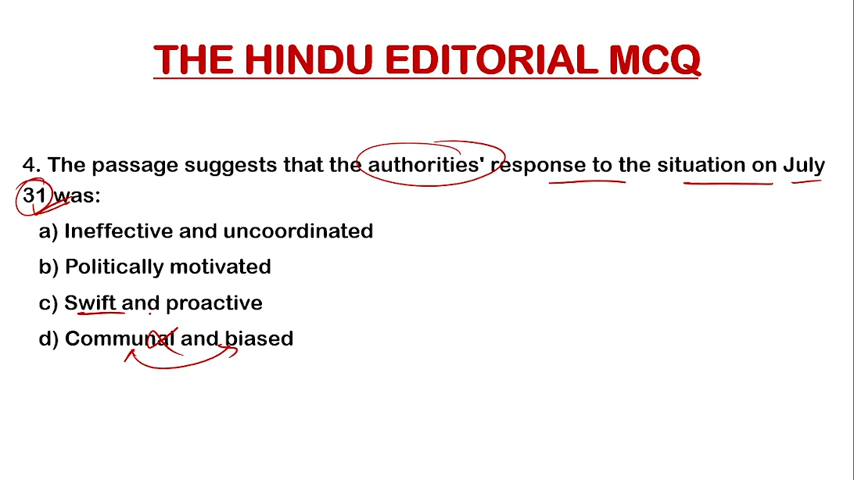 THE HINDU EDITORIAL MCQ
4. The passage suggests that the authorities' response to the situation on July
31 was:
a) Ineffective and uncoordinated
b) Politically motivated
c) Swift and proactive
d) Communal and biased